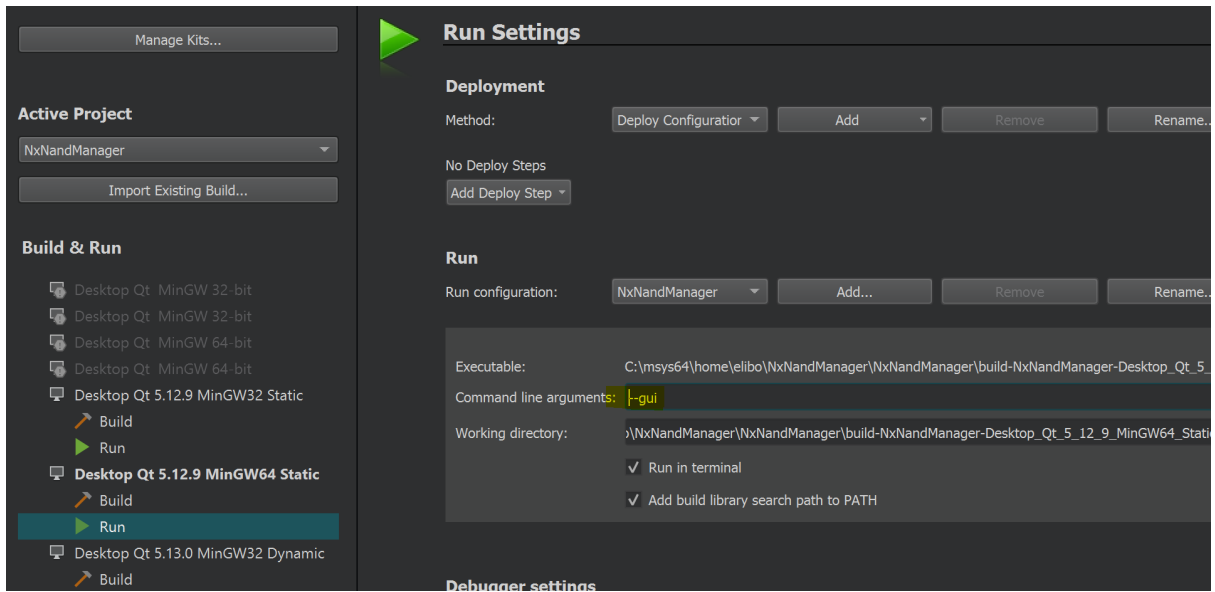 Manage Kits...
Active Project
NxNandManager
Import Existing Build...
Build & Run
Desktop Qt MinGW 32-bit
Desktop Qt MinGW 32-bit
Desktop Qt MinGW 64-bit
Desktop Qt MinGW 64-bit
Desktop Qt 5.12.9 MinGW32 Static
Build
Run
Desktop Qt 5.12.9 MinGW64 Static
Build
Run
Desktop Qt 5.13.0 MinGW32 Dynamic
Build
Run Settings
Deployment
Method: Deploy Configuration Add Remove Rename..
No Deploy Steps
Add Deploy Step
Run
Run configuration: NxNandManager Add... Remove Rename..
Executable: C:\msys64\home\elibo\NxNandManager\NxNandManager\build-NxNandManager-Desktop_Qt_5_
Command line arguments: --gui
Working directory: \NxNandManager\NxNandManager\build-NxNandManager-Desktop_Qt_5_12_9_MinGW64_Stati
Run in terminal
Add build library search path to PATH
Debugger settings